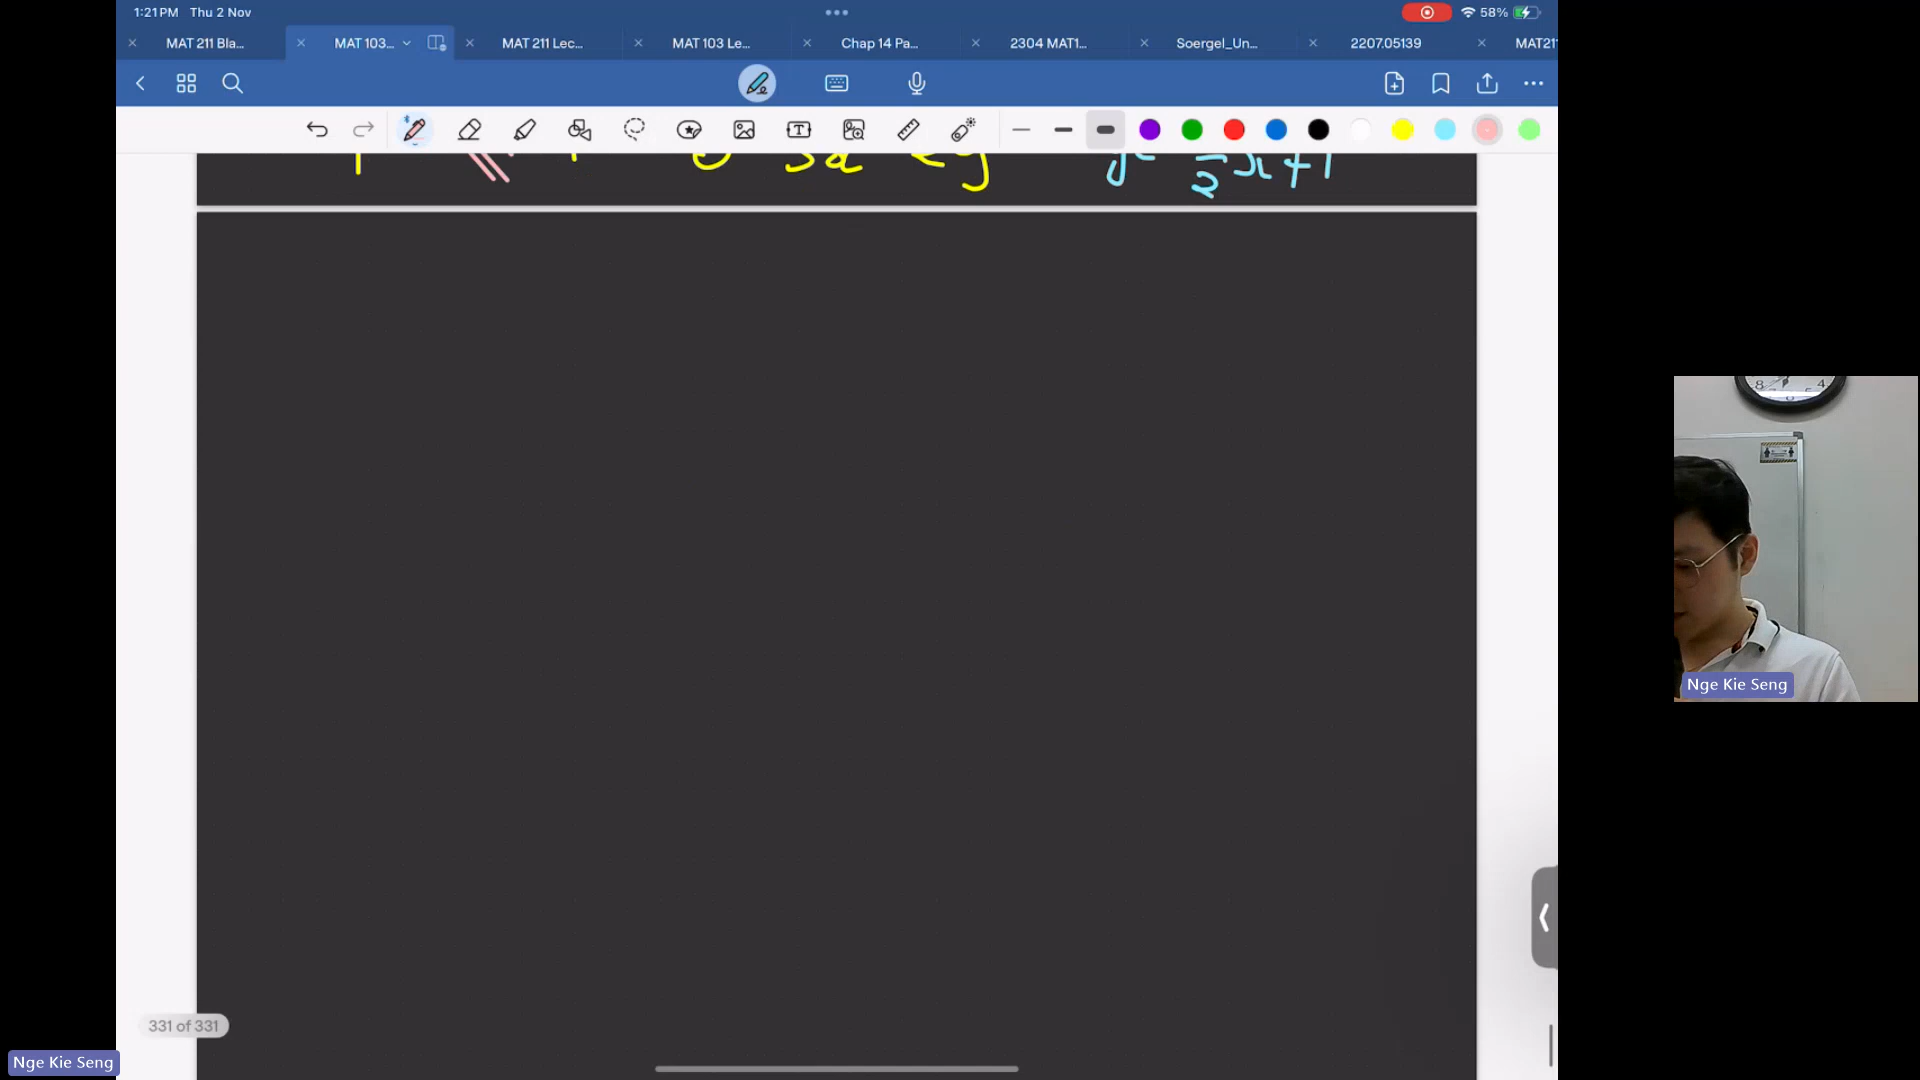 1:21 PM Thu 2 Nov
58%
MAT 211 Bla...
MAT 103...
MAT 211 Lec...
MAT 103 Le...
Chap 14 Pa...
2304 MAT1...
Soergel_Un...
2207.05139
MAT21
331 of 331
Nge Kie Seng
Nge Kie Seng